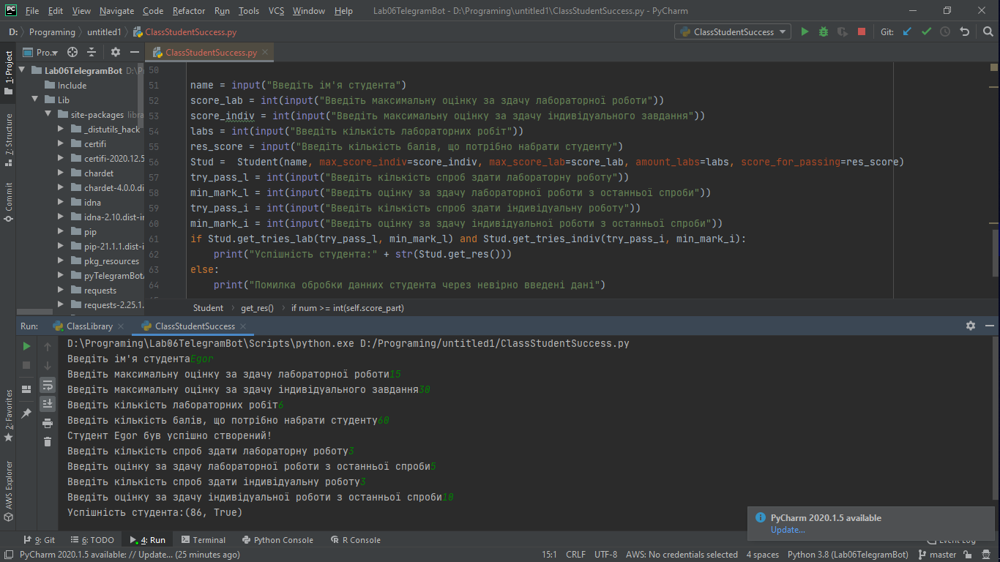 File Edit View Navigate Code Refactor Run Tools VCS Window Help Lab06TelegramBot - D:\Programing\untitled1\ClassStudentSuccess.py - PyCharm
D: Programing untitled1 ClassStudentSuccess.py ClassStudentSuccess Git:
Pro... ClassStudentSuccess.py
1: Project
7: Structure
Commit
2: Favorites
AWS Explorer
Lab06TelegramBot D:\P
Include
Lib
site-packages libra
_distutils_hack
certifi
certifi-2020.12.5
chardet
chardet-4.0.0.di
idna
idna-2.10.dist-i
pip
pip-21.1.1.dist-i
pkg_resources
pyTelegramBot
requests
requests-2.25.1.
50
51 name = input("Введіть ім'я студента")
52 score_lab = int(input("Введіть максимальну оцінку за здачу лабораторної роботи"))
53 score_indiv = int(input("Введіть максимальну оцінку за здачу індивідуального завдання"))
54 labs = int(input("Введіть кількість лабораторних робіт"))
55 res_score = input("Введіть кількість балів, що потрібно набрати студенту")
56 Stud =  Student(name, max_score_indiv=score_indiv, max_score_lab=score_lab, amount_labs=labs, score_for_passing=res_score)
57 try_pass_l = int(input("Введіть кількість спроб здати лабораторну роботу"))
58 min_mark_l = int(input("Введіть оцінку за здачу лабораторної роботи з останньої спроби"))
59 try_pass_i = int(input("Введіть кількість спроб здати індивідуальну роботу"))
60 min_mark_i = int(input("Введіть оцінку за здачу індивідуальної роботи з останньої спроби"))
61 if Stud.get_tries_lab(try_pass_l, min_mark_l) and Stud.get_tries_indiv(try_pass_i, min_mark_i):
62 print("Успішність студента:" + str(Stud.get_res()))
63 else:
64 print("Помилка обробки данних студента через невірно введені дані")
Student get_res() if num >= int(self.score_part)
Run: ClassLibrary ClassStudentSuccess
D:\Programing\Lab06TelegramBot\Scripts\python.exe D:/Programing/untitled1/ClassStudentSuccess.py
Введіть ім'я студентаEgor
Введіть максимальну оцінку за здачу лабораторної роботи15
Введіть максимальну оцінку за здачу індивідуального завдання30
Введіть кількість лабораторних робіт6
Введіть кількість балів, що потрібно набрати студенту60
Студент Egor був успішно створений!
Введіть кількість спроб здати лабораторну роботу3
Введіть оцінку за здачу лабораторної роботи з останньої спроби5
Введіть кількість спроб здати індивідуальну роботу3
Введіть оцінку за здачу індивідуальної роботи з останньої спроби10
Успішність студента:(86, True)
PyCharm 2020.1.5 available
Update...
9: Git 6: TODO 4: Run Terminal Python Console R Console Event Log
PyCharm 2020.1.5 available: // Update... (25 minutes ago) 15:1 CRLF UTF-8 AWS: No credentials selected 4 spaces Python 3.8 (Lab06TelegramBot) master